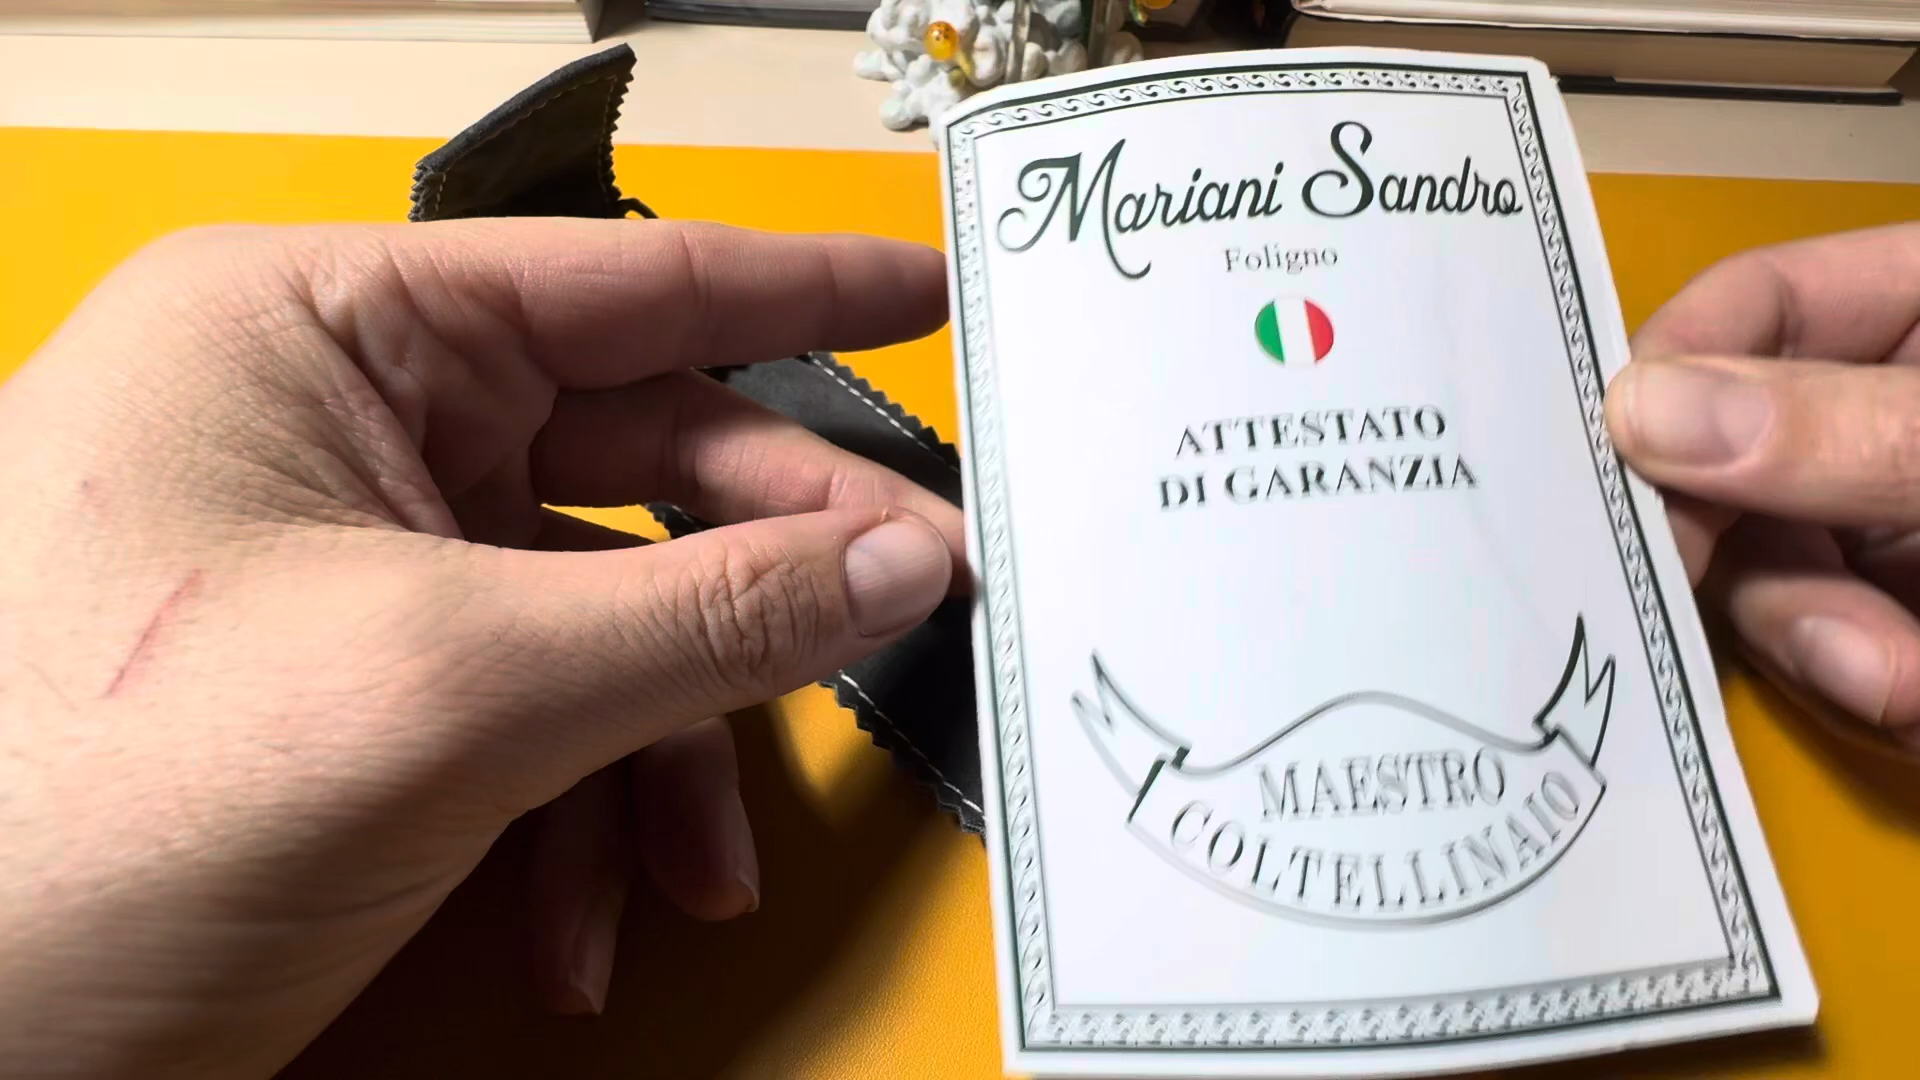 Mariani Sandro
Foligno
ATTESTATO
DI GARANZIA
MAESTRO
COLTELLINAIO